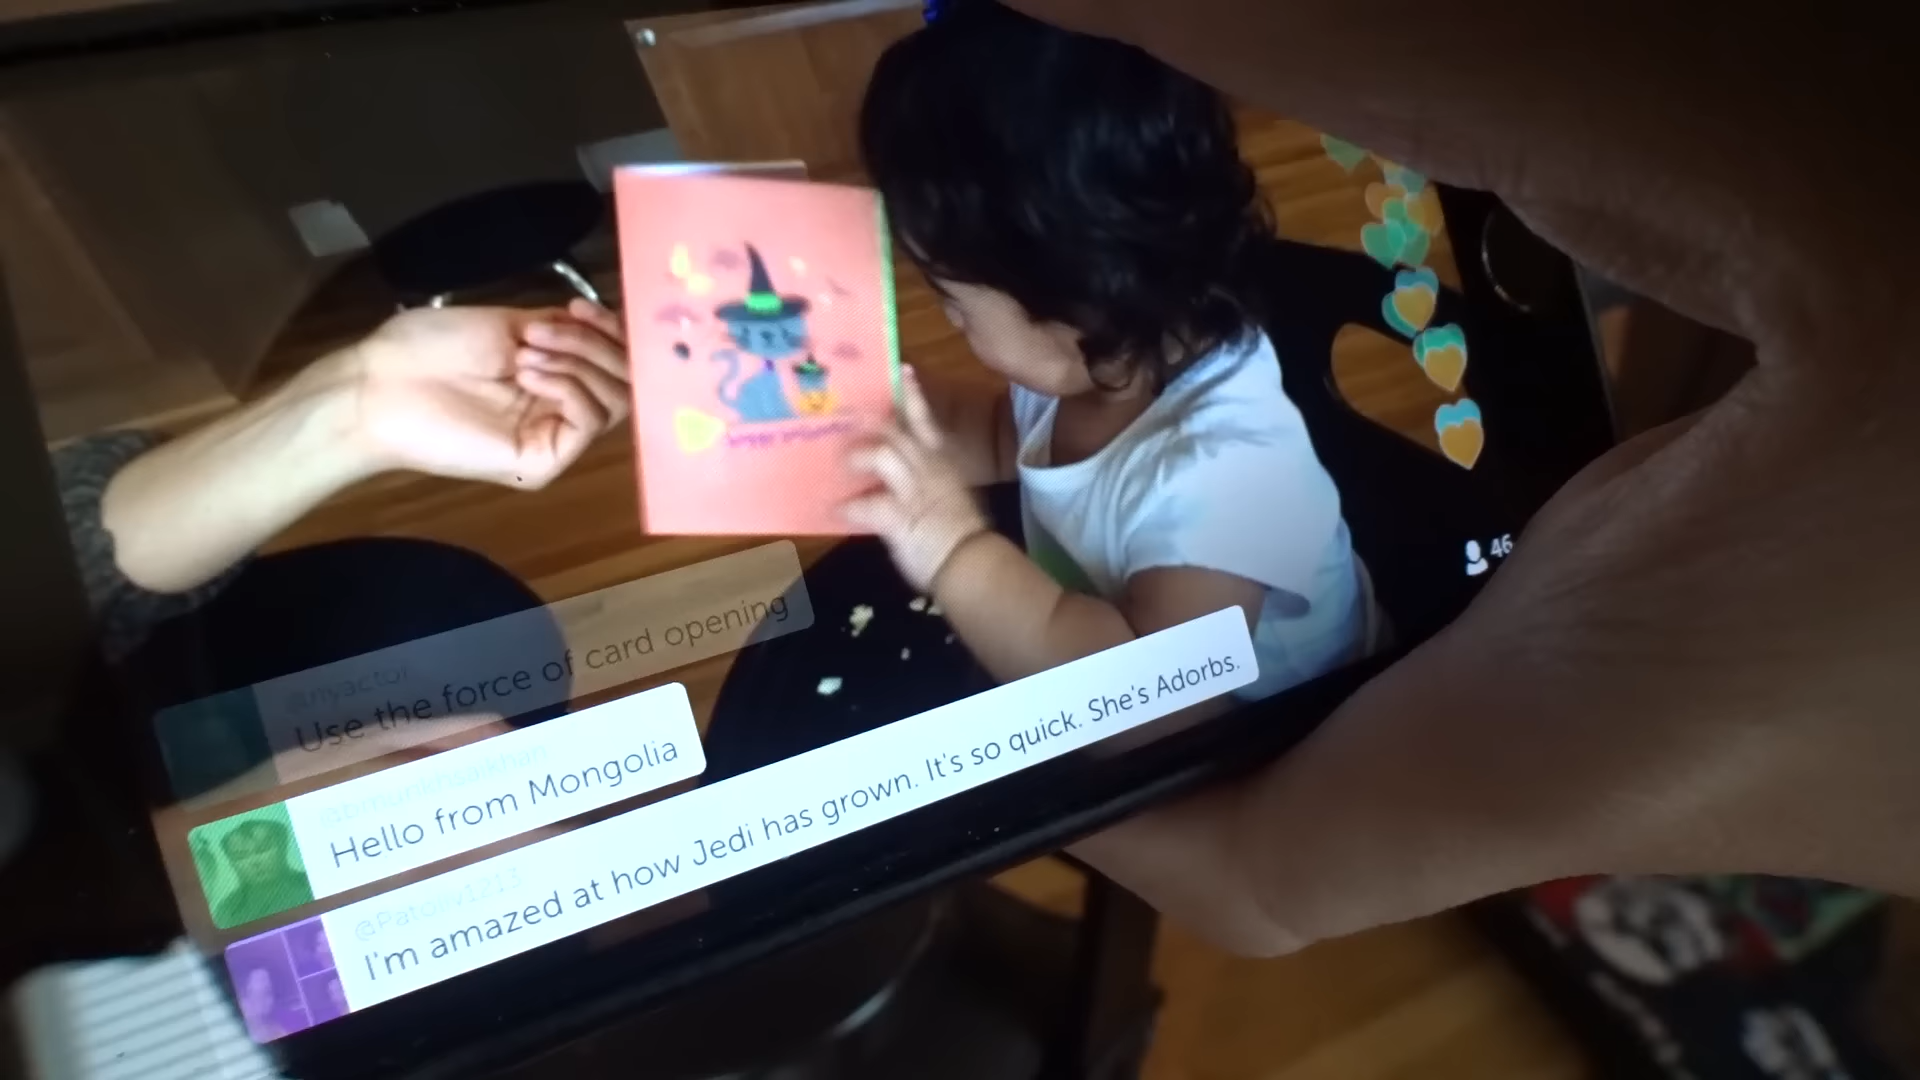 46
@nyactor
Use the force of card opening
Hello from Mongolia
I'm amazed at how Jedi has grown. It's so quick. She's Adorbs.